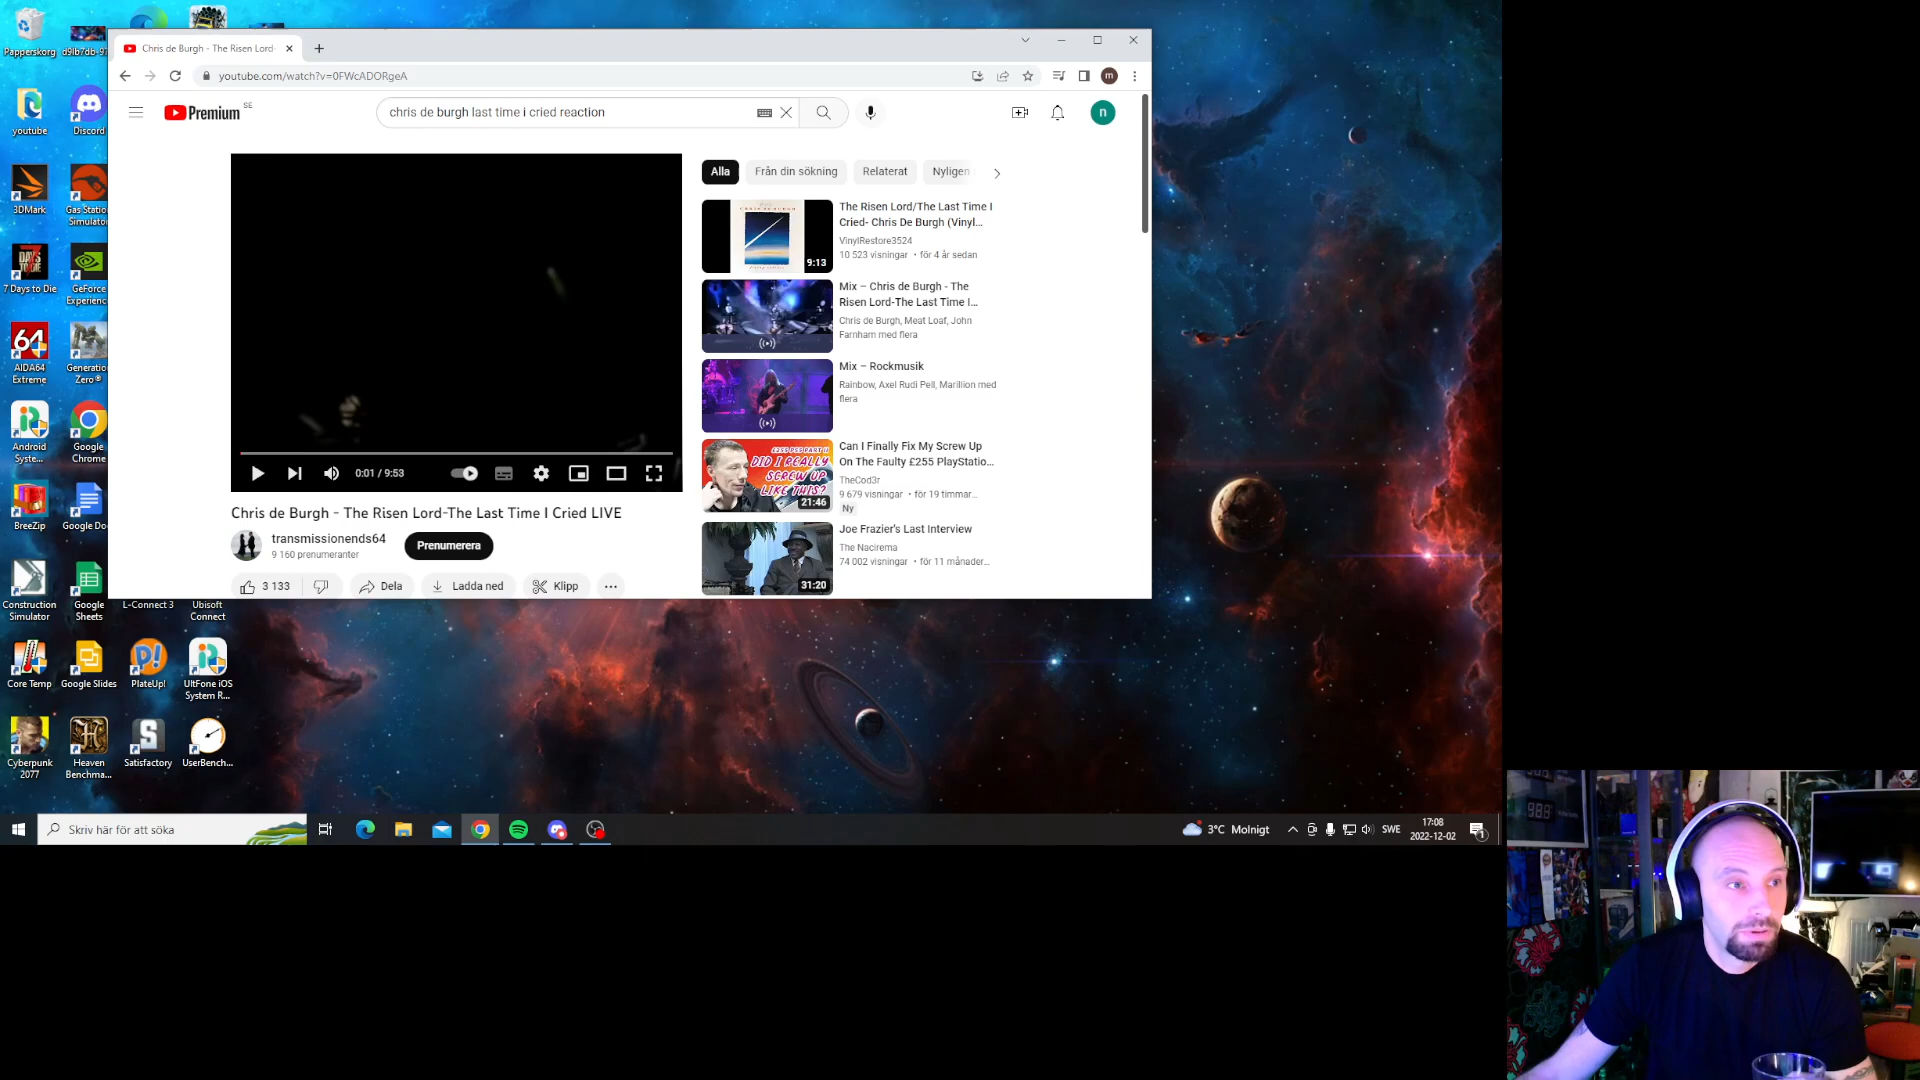 Chris de Burgh - The Risen Lord-
youtube.com/watch?v=0FWcADORgeA
m
Premium SE
chris de burgh last time i cried reaction
n
Alla
Från din sökning
Relaterat
Nyligen
The Risen Lord/The Last Time I
Cried- Chris De Burgh (Vinyl...
VinylRestore3524
10 523 visningar • för 4 år sedan
9:13
Mix – Chris de Burgh - The
Risen Lord-The Last Time I...
Chris de Burgh, Meat Loaf, John
Farnham med flera
Mix – Rockmusik
Rainbow, Axel Rudi Pell, Marillion med
flera
£255 PS5 PART II
DID I REALLY
SCREW UP
LIKE THIS?
21:46
Can I Finally Fix My Screw Up
On The Faulty £255 PlayStatio...
TheCod3r
9 679 visningar • för 19 timmar...
Ny
Joe Frazier's Last Interview
The Nacirema
74 002 visningar • för 11 månader...
31:20
0:01 / 9:53
Chris de Burgh - The Risen Lord-The Last Time I Cried LIVE
transmissionends64
9 160 prenumeranter
Prenumerera
3 133
Dela
Ladda ned
Klipp
Papperskorg
youtube
Discord
3DMark
Gas Station
Simulator
7 Days to Die
GeForce
Experience
64
AIDA64
Extreme
Generation
Zero®
Android
Syste...
Google
Chrome
BreeZip
Google Doc
Construction
Simulator
Google
Sheets
L-Connect 3
Ubisoft
Connect
Core Temp
Google Slides
PlateUp!
UltFone iOS
System R...
Cyberpunk
2077
Heaven
Benchma...
Satisfactory
UserBench...
Skriv här för att söka
3°C Molnigt
SWE
17:08
2022-12-02
1